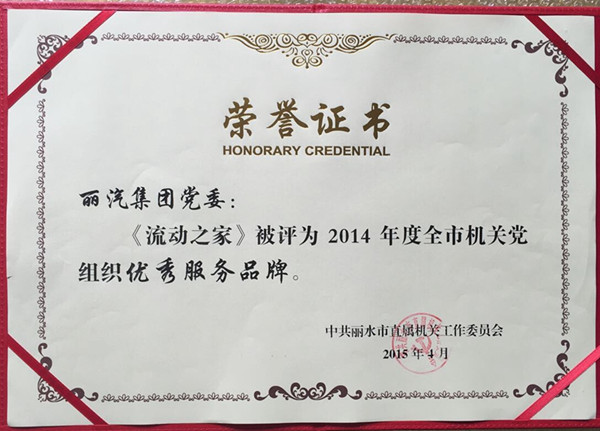 荣誉证书
HONORARY CREDENTIAL
丽汽集团党委：
《流动之家》被评为 2014 年度全市机关党
组织优秀服务品牌。
中共丽水市直属机关工作委员会
2015 年 4 月